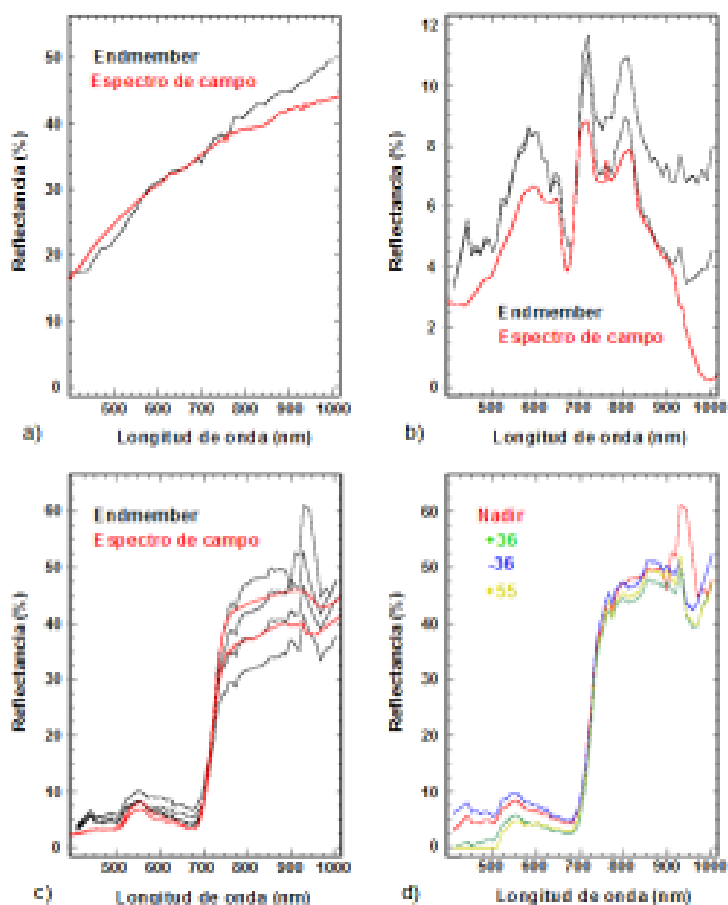 50
40
30
20
10
0
Reflectancia (%)
Endmember
Espectro de campo
500 600 700 800 900 1000
Longitud de onda (nm)
a)
12
10
8
6
4
2
0
Reflectancia (%)
Endmember
Espectro de campo
500 600 700 800 900 1000
Longitud de onda (nm)
b)
60
50
40
30
20
10
0
Reflectancia (%)
Endmember
Espectro de campo
500 600 700 800 900 1000
Longitud de onda (nm)
c)
60
50
40
30
20
10
0
Reflectancia (%)
Nadir
+36
-36
+55
500 600 700 800 900 1000
Longitud de onda (nm)
d)